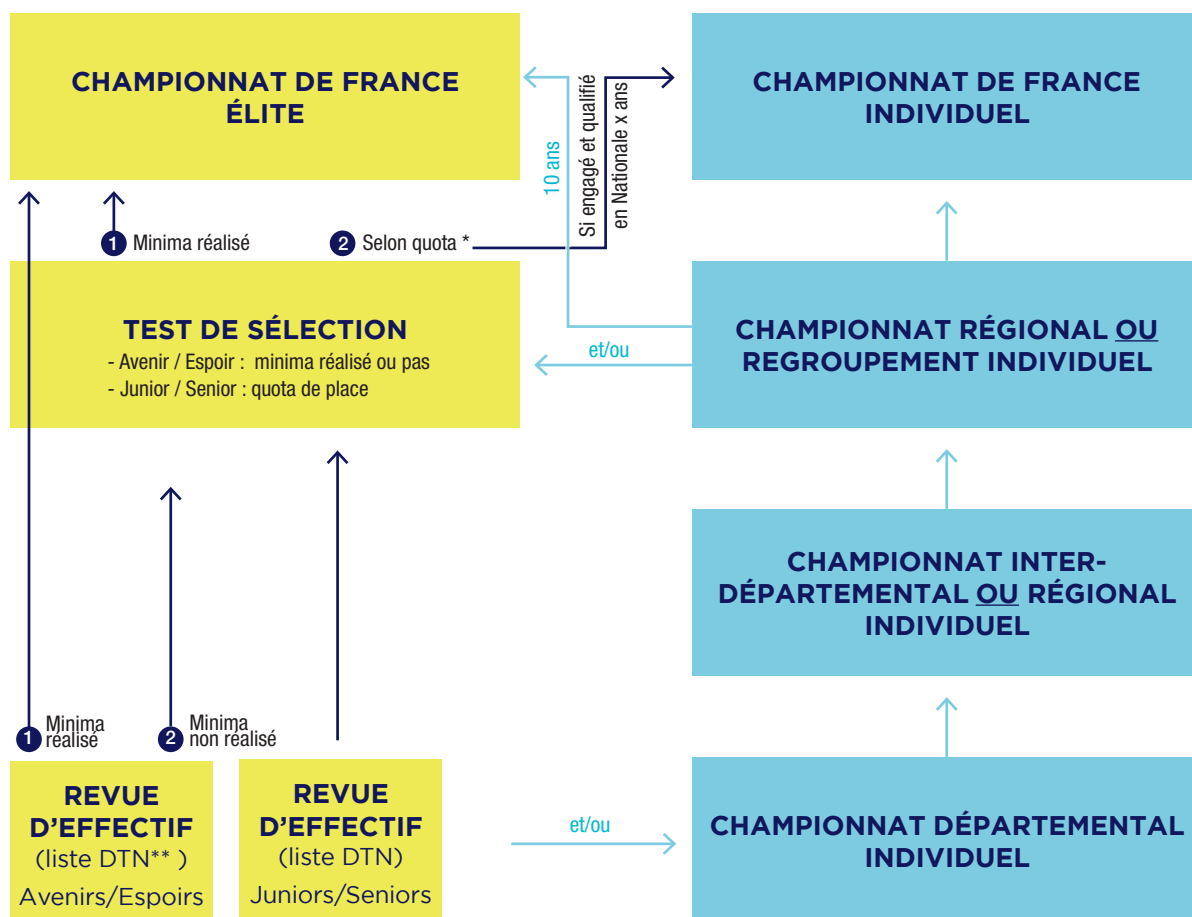 CHAMPIONNAT DE FRANCE
ÉLITE
CHAMPIONNAT DE FRANCE
INDIVIDUEL
10 ans
Si engagé et qualifié
en Nationale x ans
1 Minima réalisé
2 Selon quota *
TEST DE SÉLECTION
- Avenir / Espoir : minima réalisé ou pas
- Junior / Senior : quota de place
et/ou
CHAMPIONNAT RÉGIONAL OU
REGROUPEMENT INDIVIDUEL
CHAMPIONNAT INTER-
DÉPARTEMENTAL OU RÉGIONAL
INDIVIDUEL
1 Minima
réalisé
2 Minima
non réalisé
REVUE
D'EFFECTIF
(liste DTN** )
Avenirs/Espoirs
REVUE
D'EFFECTIF
(liste DTN)
Juniors/Seniors
et/ou
CHAMPIONNAT DÉPARTEMENTAL
INDIVIDUEL